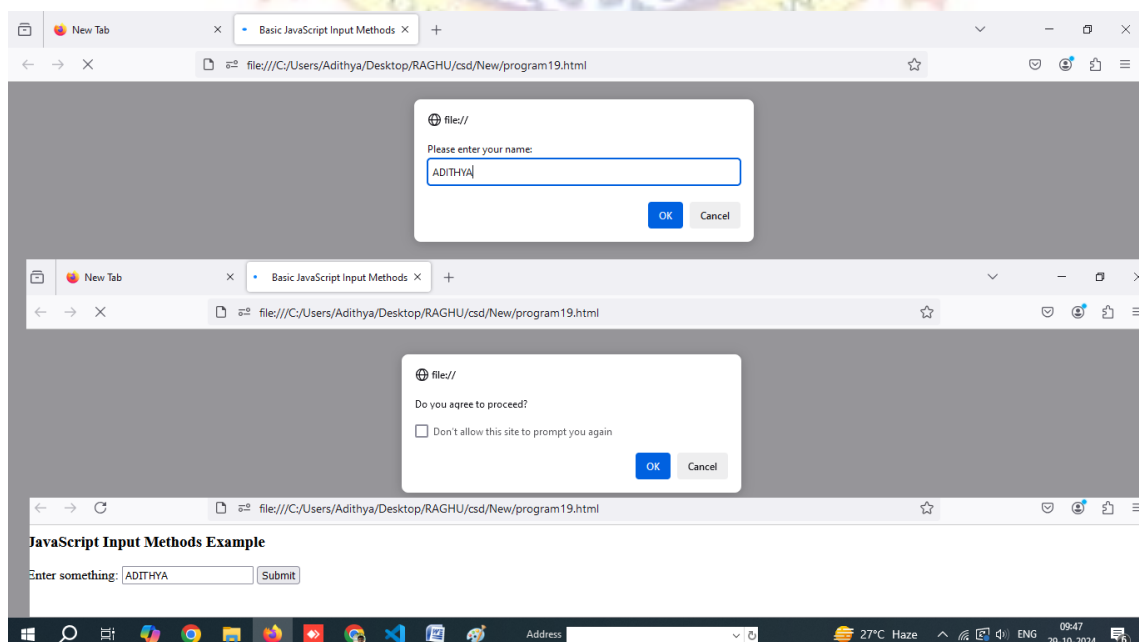 New Tab
Basic JavaScript Input Methods
file:///C:/Users/Adithya/Desktop/RAGHU/csd/New/program19.html
file://
Please enter your name:
ADITHYA
OK Cancel
New Tab
Basic JavaScript Input Methods
file:///C:/Users/Adithya/Desktop/RAGHU/csd/New/program19.html
file://
Do you agree to proceed?
Don't allow this site to prompt you again
OK Cancel
file:///C:/Users/Adithya/Desktop/RAGHU/csd/New/program19.html
JavaScript Input Methods Example
Enter something: ADITHYA Submit
Address 27°C Haze ENG 09:47
29-10-2024